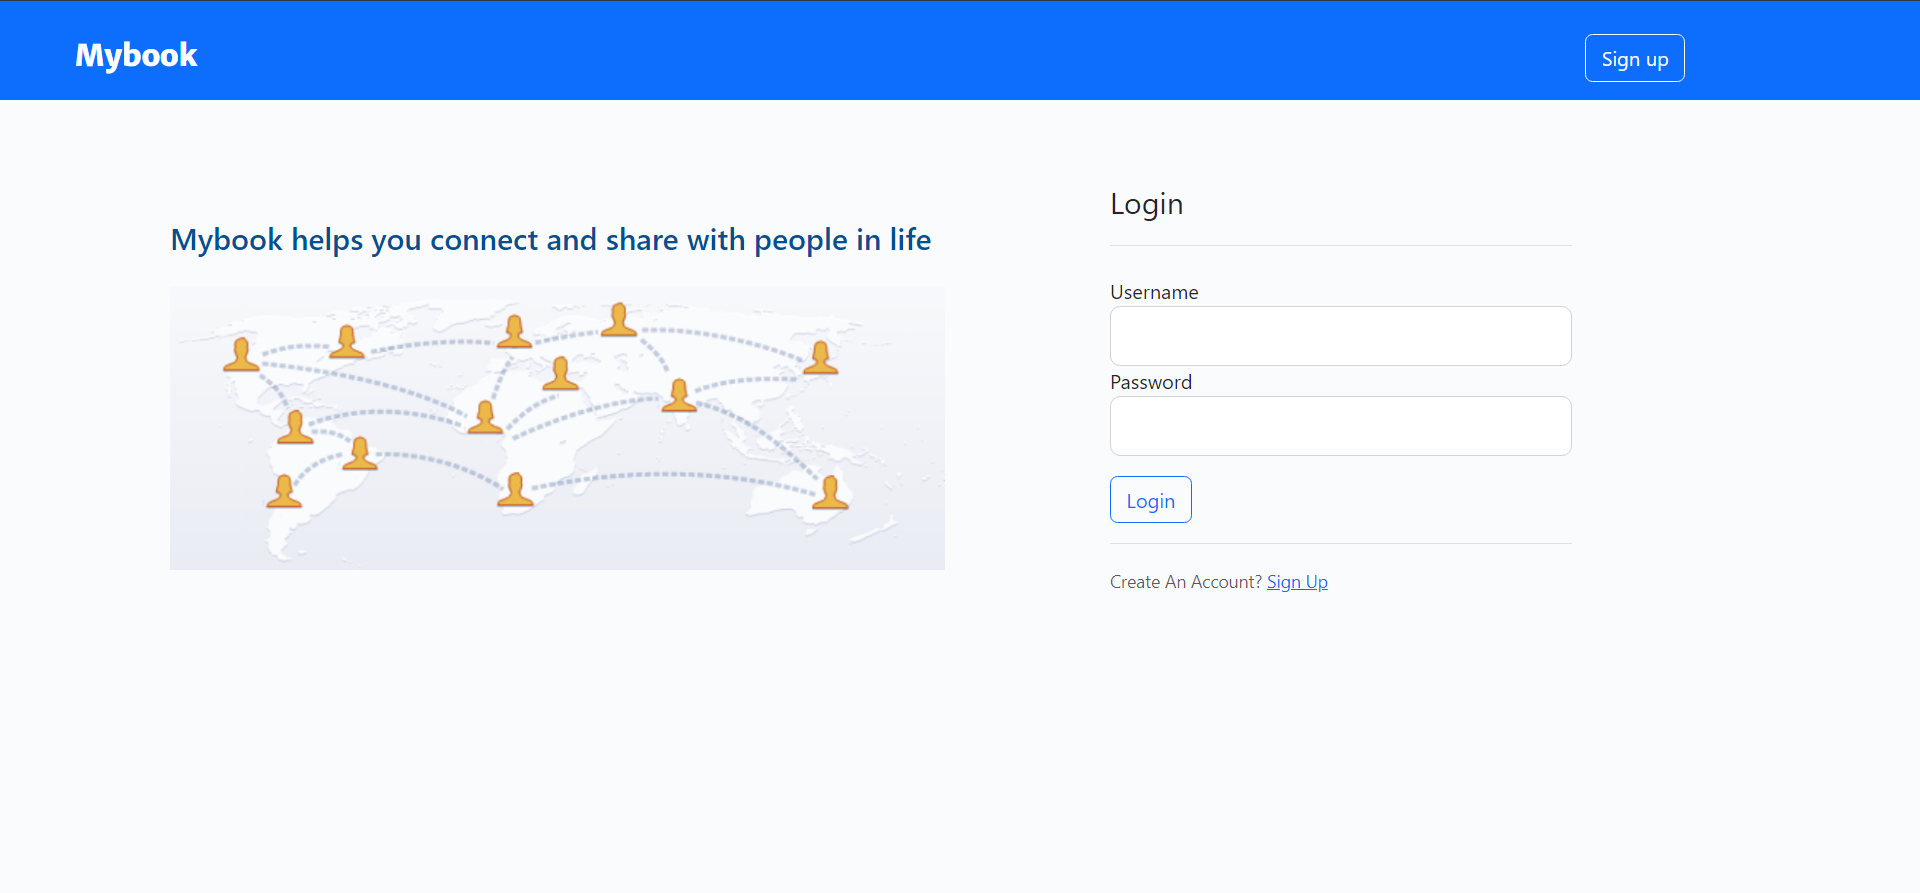 Mybook
Sign up
Mybook helps you connect and share with people in life
Login
Username
Password
Login
Create An Account? Sign Up